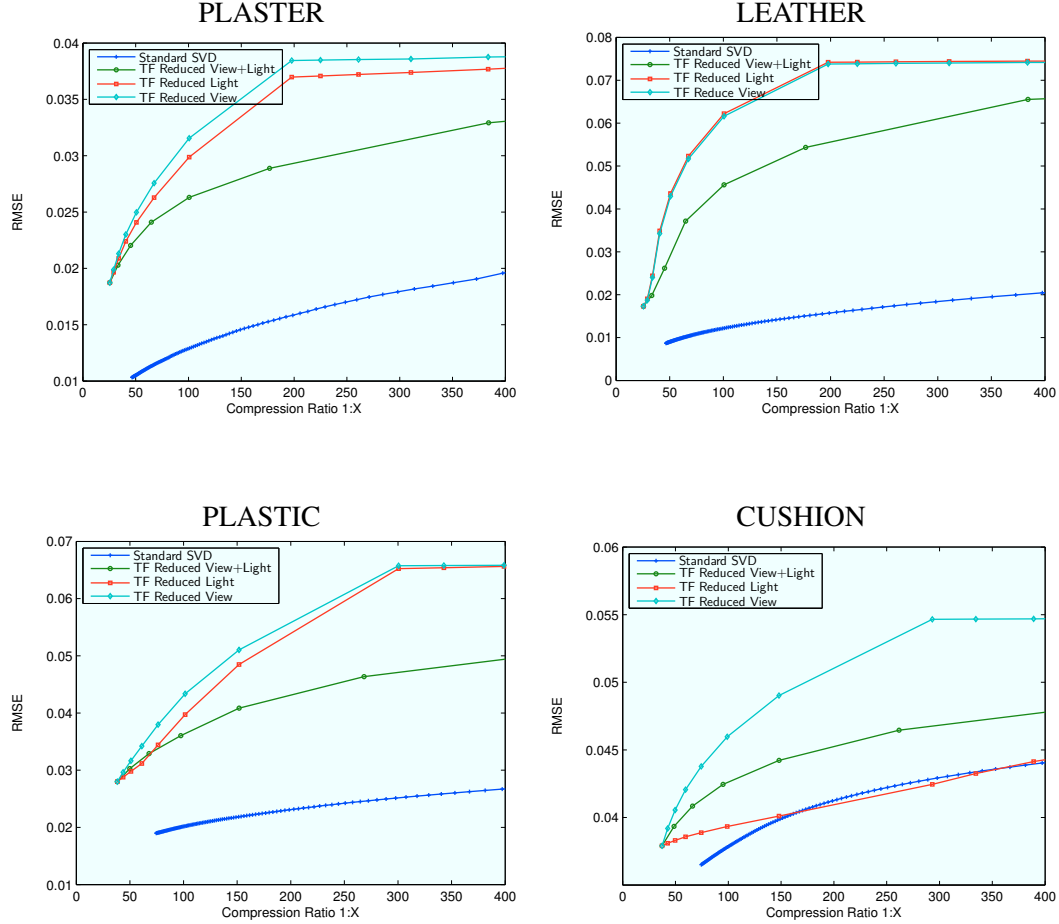 PLASTER
0.04
0.035
0.03
0.025
0.02
0.015
0.01
RMSE
Standard SVD
TF Reduced View+Light
TF Reduced Light
TF Reduced View
0 50 100 150 200 250 300 350 400
Compression Ratio 1:X
LEATHER
0.08
0.07
0.06
0.05
0.04
0.03
0.02
0.01
0
RMSE
Standard SVD
TF Reduced View+Light
TF Reduced Light
TF Reduce View
0 50 100 150 200 250 300 350 400
Compression Ratio 1:X
PLASTIC
0.07
0.06
0.05
0.04
0.03
0.02
0.01
RMSE
Standard SVD
TF Reduced View+Light
TF Reduced Light
TF Reduced View
0 50 100 150 200 250 300 350 400
Compression Ratio 1:X
CUSHION
0.06
0.055
0.05
0.045
0.04
RMSE
Standard SVD
TF Reduced View+Light
TF Reduced Light
TF Reduced View
0 50 100 150 200 250 300 350 400
Compression Ratio 1:X